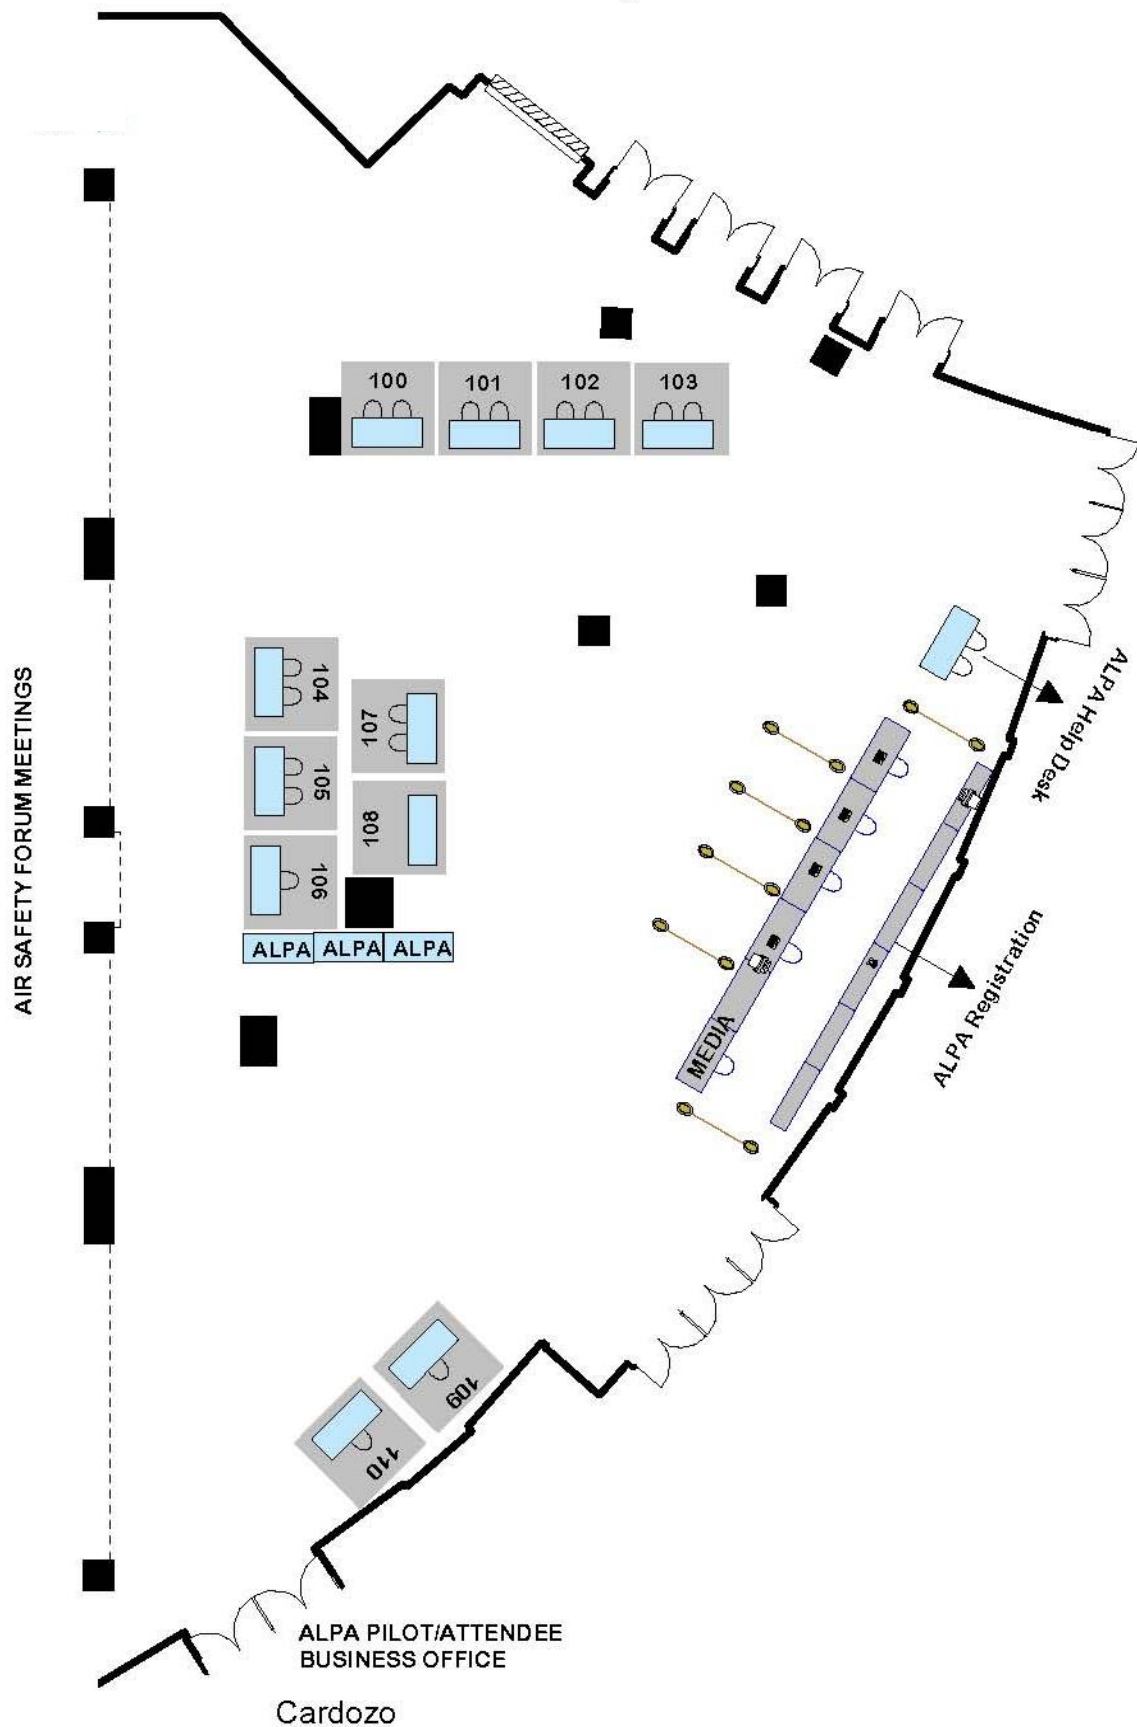 100 101 102 103
AIR SAFETY FORUM MEETINGS
104
107
105
108
106
ALPA ALPA ALPA
ALPA Help Desk
ALPA Registration
MEDIA
109
110
ALPA PILOT/ATTENDEE
BUSINESS OFFICE
Cardozo